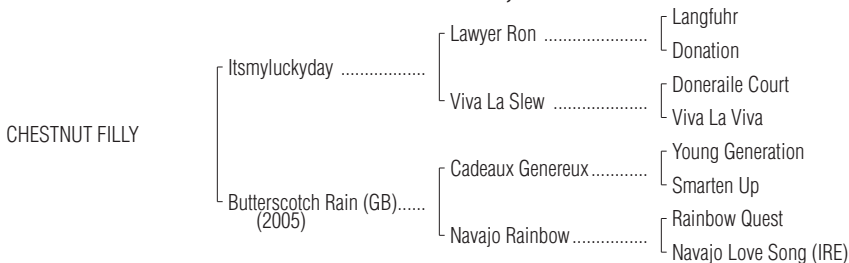 Langfuhr
Lawyer Ron .....................
Donation
Itsmyluckyday ..................
Doneraile Court
Viva La Slew .....................
Viva La Viva
CHESTNUT FILLY
Young Generation
Cadeaux Genereux............
Smarten Up
Butterscotch Rain (GB)......
(2005)
Rainbow Quest
Navajo Rainbow................
Navajo Love Song (IRE)